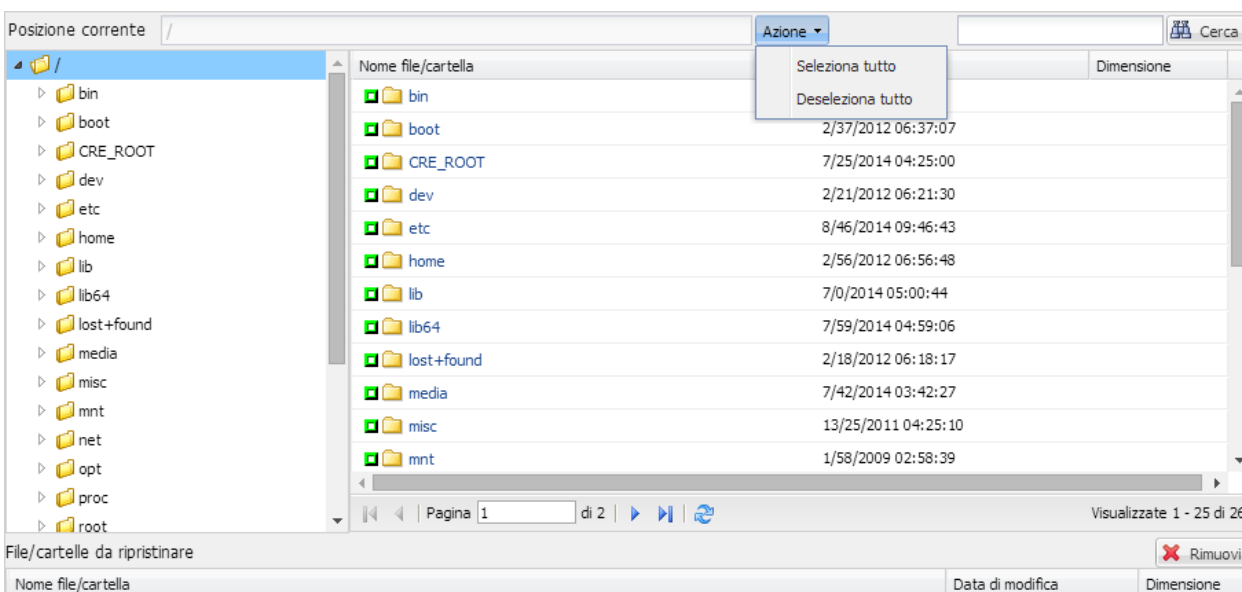 Posizione corrente / Azione Cerca
/
bin
boot
CRE_ROOT
dev
etc
home
lib
lib64
lost+found
media
misc
mnt
net
opt
proc
root
Nome file/cartella Dimensione
Seleziona tutto
Deseleziona tutto
bin
boot 2/37/2012 06:37:07
CRE_ROOT 7/25/2014 04:25:00
dev 2/21/2012 06:21:30
etc 8/46/2014 09:46:43
home 2/56/2012 06:56:48
lib 7/0/2014 05:00:44
lib64 7/59/2014 04:59:06
lost+found 2/18/2012 06:18:17
media 7/42/2014 03:42:27
misc 13/25/2011 04:25:10
mnt 1/58/2009 02:58:39
Pagina 1 di 2 Visualizzate 1 - 25 di 26
File/cartelle da ripristinare Rimuovi
Nome file/cartella Data di modifica Dimensione